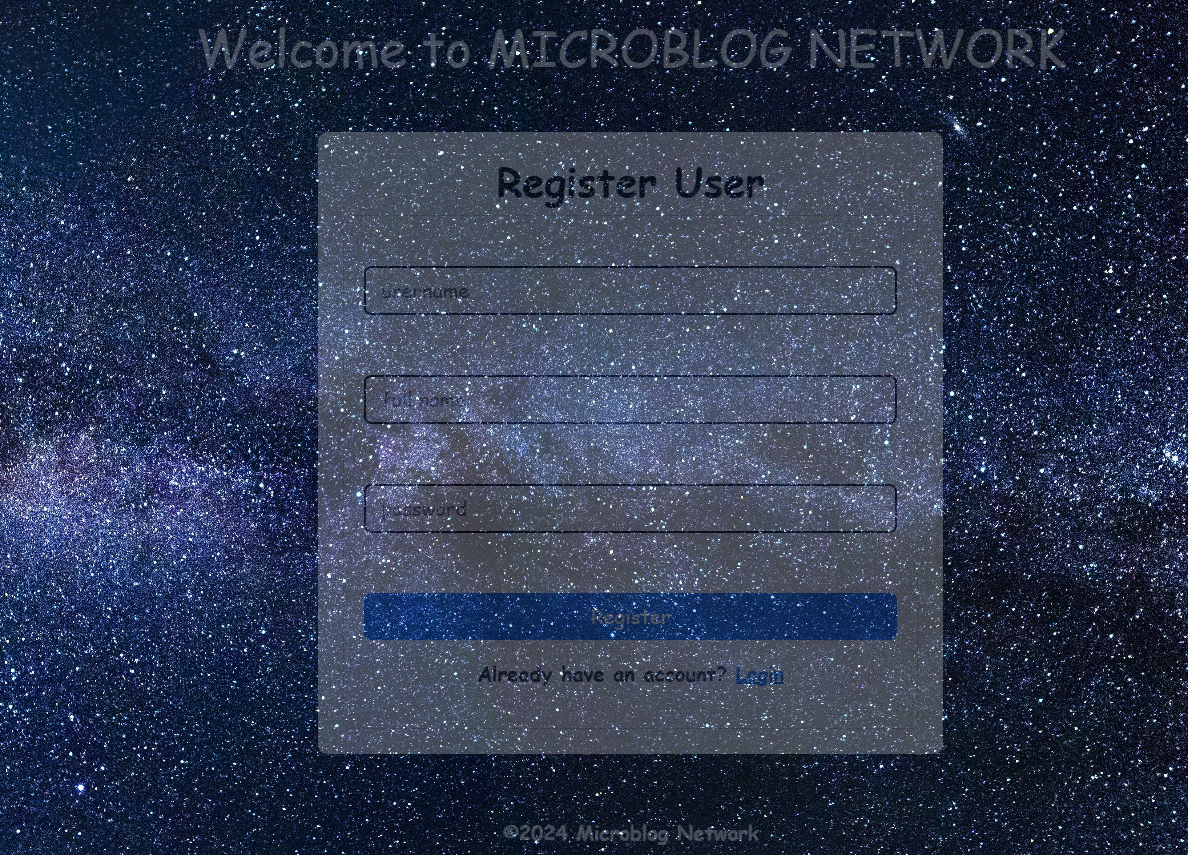 Welcome to MICROBLOG NETWORK
Register User
username
full name
password
Register
Already have an account? Login
©2024 Microblog Network